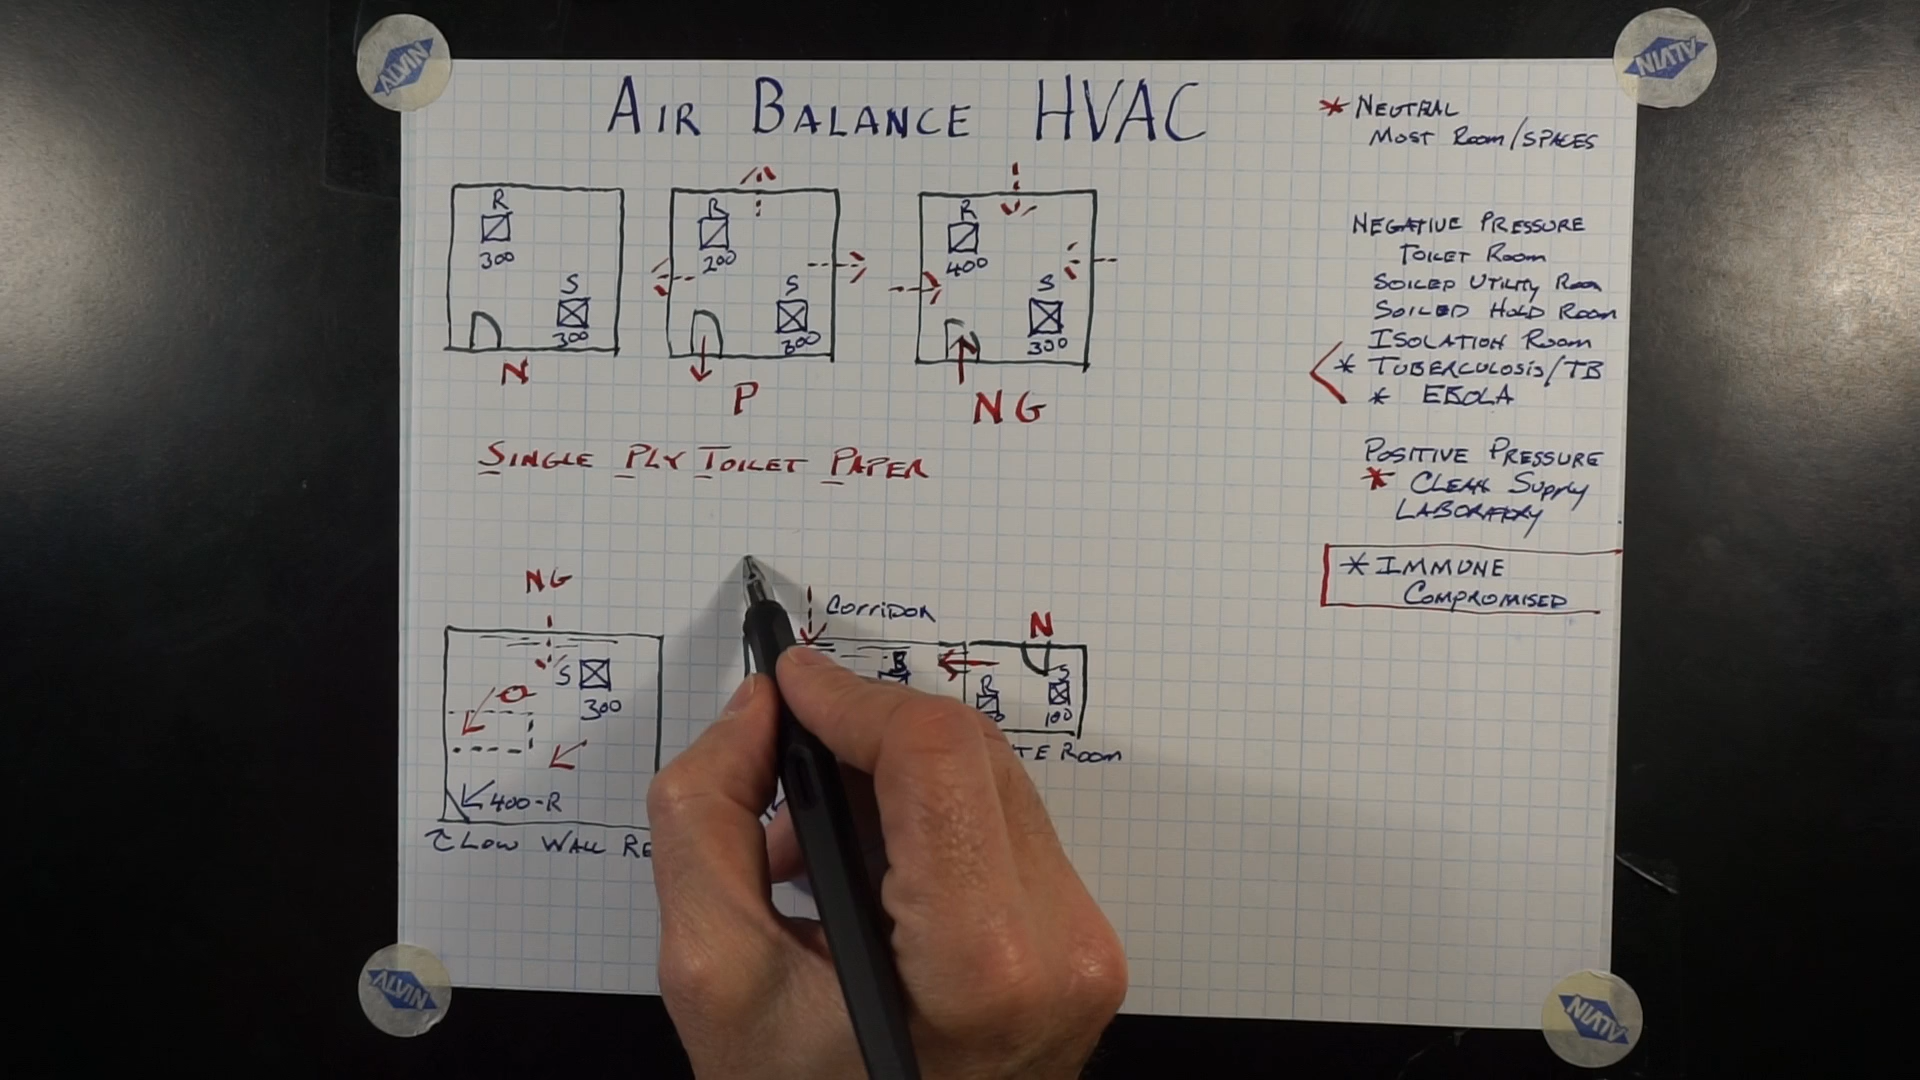 ALVIN
ALVIN
AIR BALANCE HVAC
R
300
S
300
N
R
200
S
300
P
R
400
S
300
NG
SINGLE PLY TOILET PAPER
NG
S
300
400-R
LOW WALL RE
CORRIDOR
N
R
S
100
TE ROOM
* NEUTRAL
MOST ROOM/SPACES
NEGATIVE PRESSURE
TOILET ROOM
SOILED UTILITY ROOM
SOILED HOLD ROOM
ISOLATION ROOM
* TUBERCULOSIS/TB
* EBOLA
POSITIVE PRESSURE
* CLEAN SUPPLY
LABORATORY
* IMMUNE
COMPROMISED
ALVIN
ALVIN